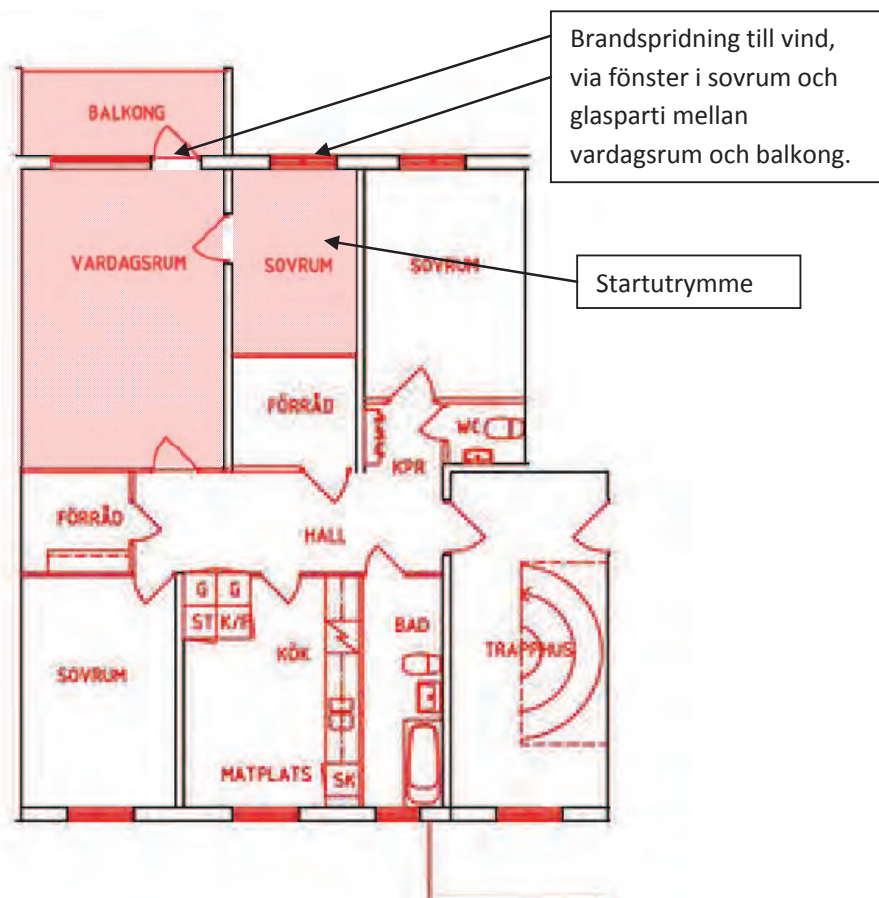 Brandspridning till vind,
via fönster i sovrum och
glasparti mellan
vardagsrum och balkong.
BALKONG
VARDAGSRUM
SOVRUM
SOVRUM
Startutrymme
FÖRRÅD
WC
KPR
FÖRRÅD
HALL
G G
ST K/F
KÖK
BAD
TRAPPHUS
SOVRUM
MATPLATS
SK